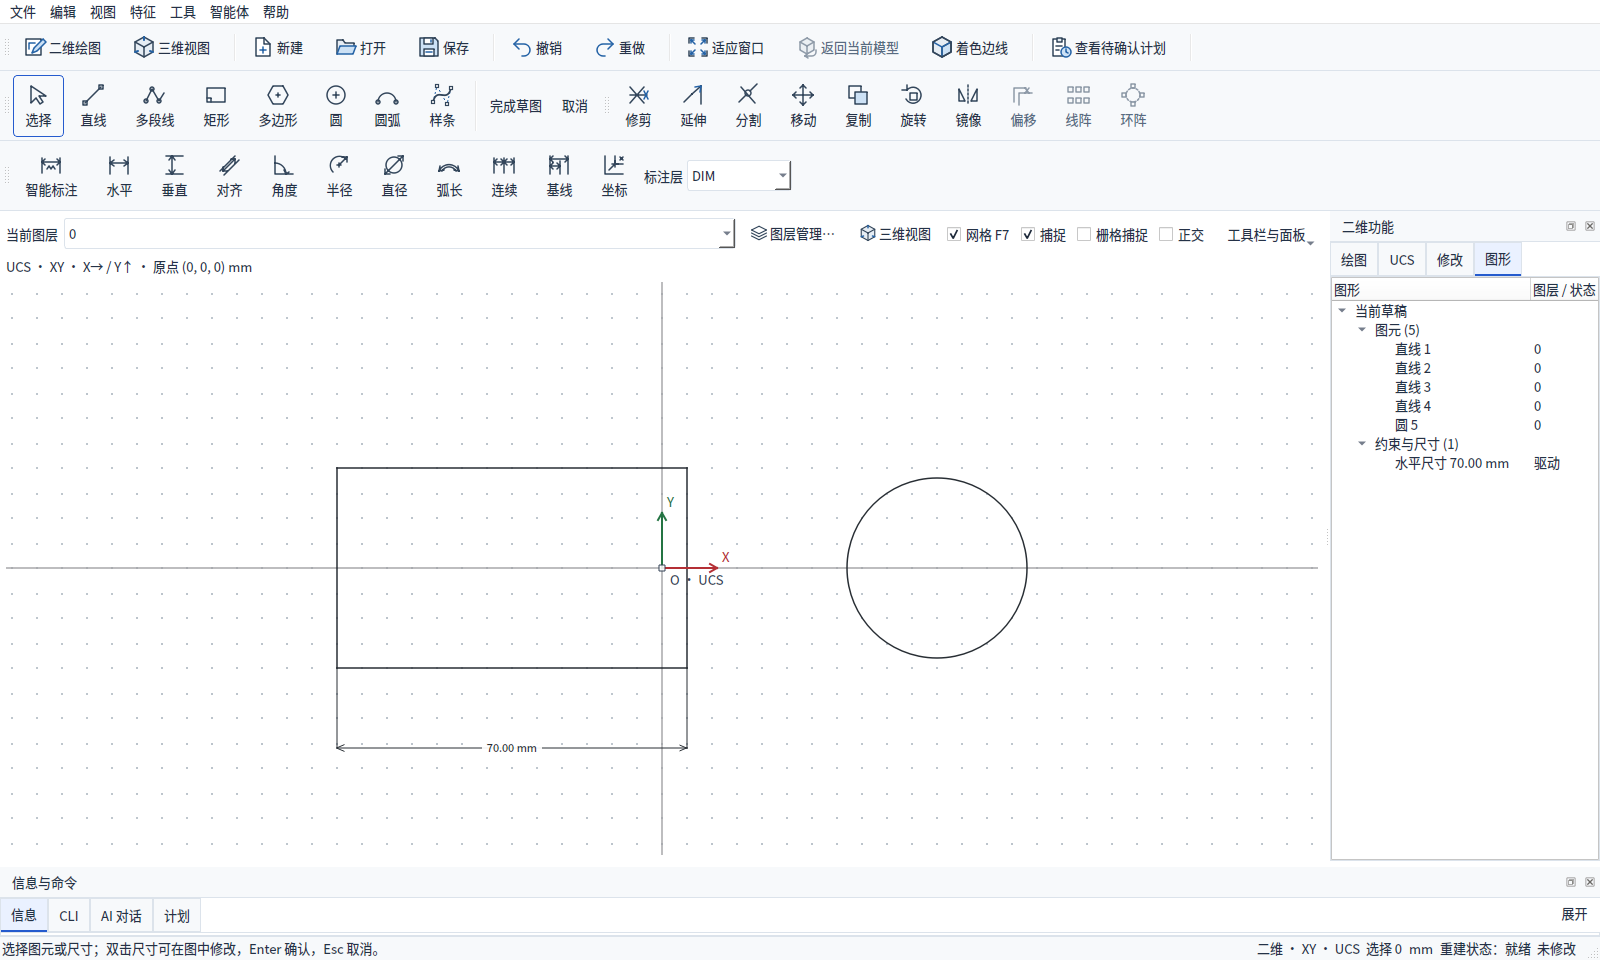 文件 编辑 视图 特征 工具 智能体 帮助
二维绘图 三维视图 新建 打开 保存 撤销 重做 适应窗口 返回当前模型 着色边线 查看待确认计划
选择 直线 多段线 矩形 多边形 圆 圆弧 样条 完成草图 取消 修剪 延伸 分割 移动 复制 旋转 镜像 偏移 线阵 环阵
智能标注 水平 垂直 对齐 角度 半径 直径 弧长 连续 基线 坐标 标注层 DIM
当前图层 0 图层管理… 三维视图 网格 F7 捕捉 栅格捕捉 正交 工具栏与面板
UCS · XY · X→ / Y↑ · 原点 (0, 0, 0) mm
Y
X
O · UCS
70.00 mm
二维功能
绘图 UCS 修改 图形
图形 图层 / 状态
当前草稿
图元 (5)
直线 1 0
直线 2 0
直线 3 0
直线 4 0
圆 5 0
约束与尺寸 (1)
水平尺寸 70.00 mm 驱动
信息与命令
信息 CLI AI 对话 计划 展开
选择图元或尺寸；双击尺寸可在图中修改，Enter 确认，Esc 取消。 二维 · XY · UCS 选择 0 mm 重建状态：就绪 未修改